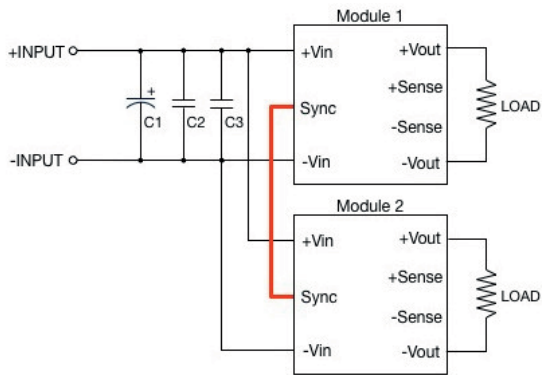 Module 1
+INPUT
+Vin
+Vout
+
+Sense
C1
C2
C3
Sync
LOAD
-Sense
-INPUT
-Vin
-Vout
Module 2
+Vin
+Vout
+Sense
Sync
LOAD
-Sense
-Vin
-Vout